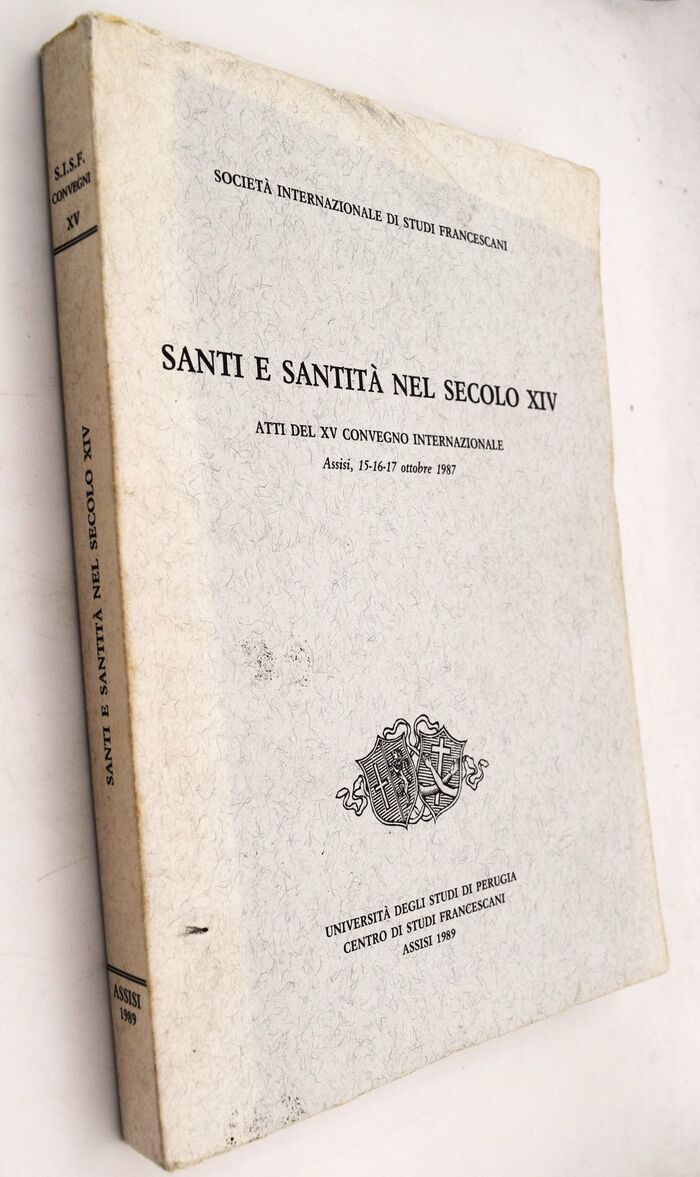 S.I.S.F.
CONVEGNI
XV
SANTI E SANTITÀ NEL SECOLO XIV
ASSISI
1989
SOCIETÀ INTERNAZIONALE DI STUDI FRANCESCANI
SANTI E SANTITÀ NEL SECOLO XIV
ATTI DEL XV CONVEGNO INTERNAZIONALE
Assisi, 15-16-17 ottobre 1987
UNIVERSITÀ DEGLI STUDI DI PERUGIA
CENTRO DI STUDI FRANCESCANI
ASSISI 1989